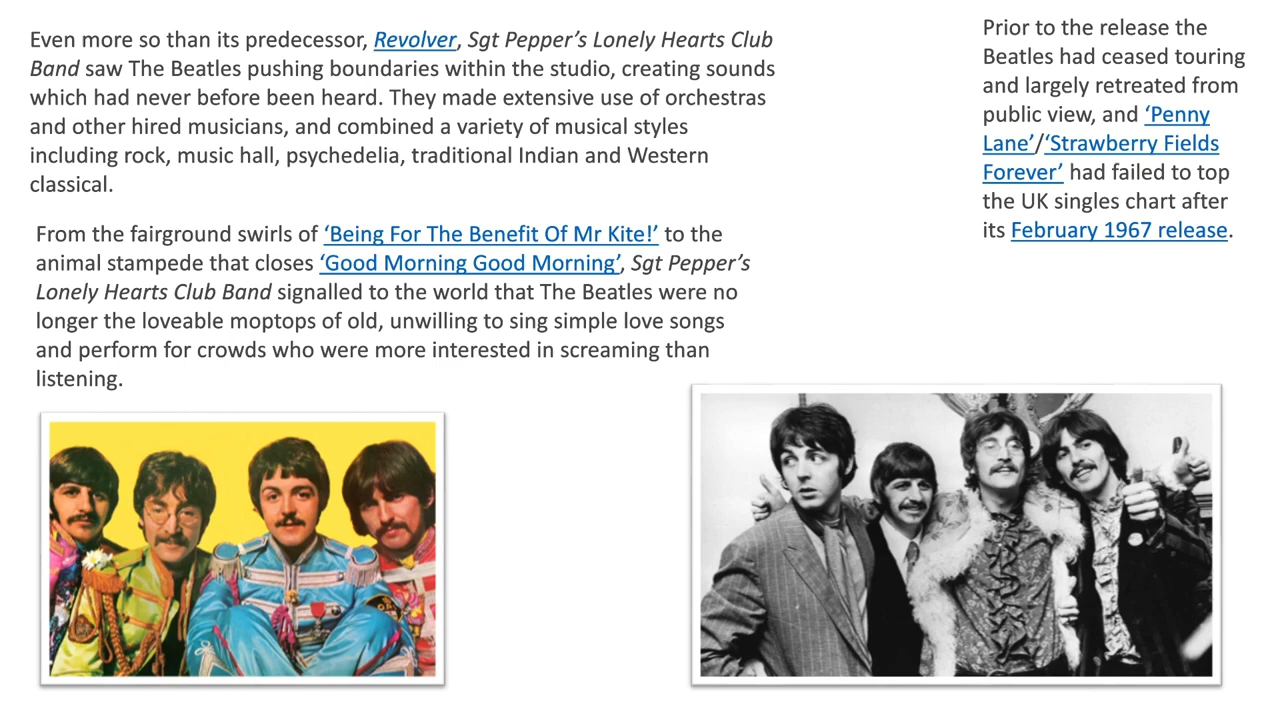 Even more so than its predecessor, Revolver, Sgt Pepper’s Lonely Hearts Club
Band saw The Beatles pushing boundaries within the studio, creating sounds
which had never before been heard. They made extensive use of orchestras
and other hired musicians, and combined a variety of musical styles
including rock, music hall, psychedelia, traditional Indian and Western
classical.
From the fairground swirls of ‘Being For The Benefit Of Mr Kite!’ to the
animal stampede that closes ‘Good Morning Good Morning’, Sgt Pepper’s
Lonely Hearts Club Band signalled to the world that The Beatles were no
longer the loveable moptops of old, unwilling to sing simple love songs
and perform for crowds who were more interested in screaming than
listening.
Prior to the release the
Beatles had ceased touring
and largely retreated from
public view, and ‘Penny
Lane’/‘Strawberry Fields
Forever’ had failed to top
the UK singles chart after
its February 1967 release.